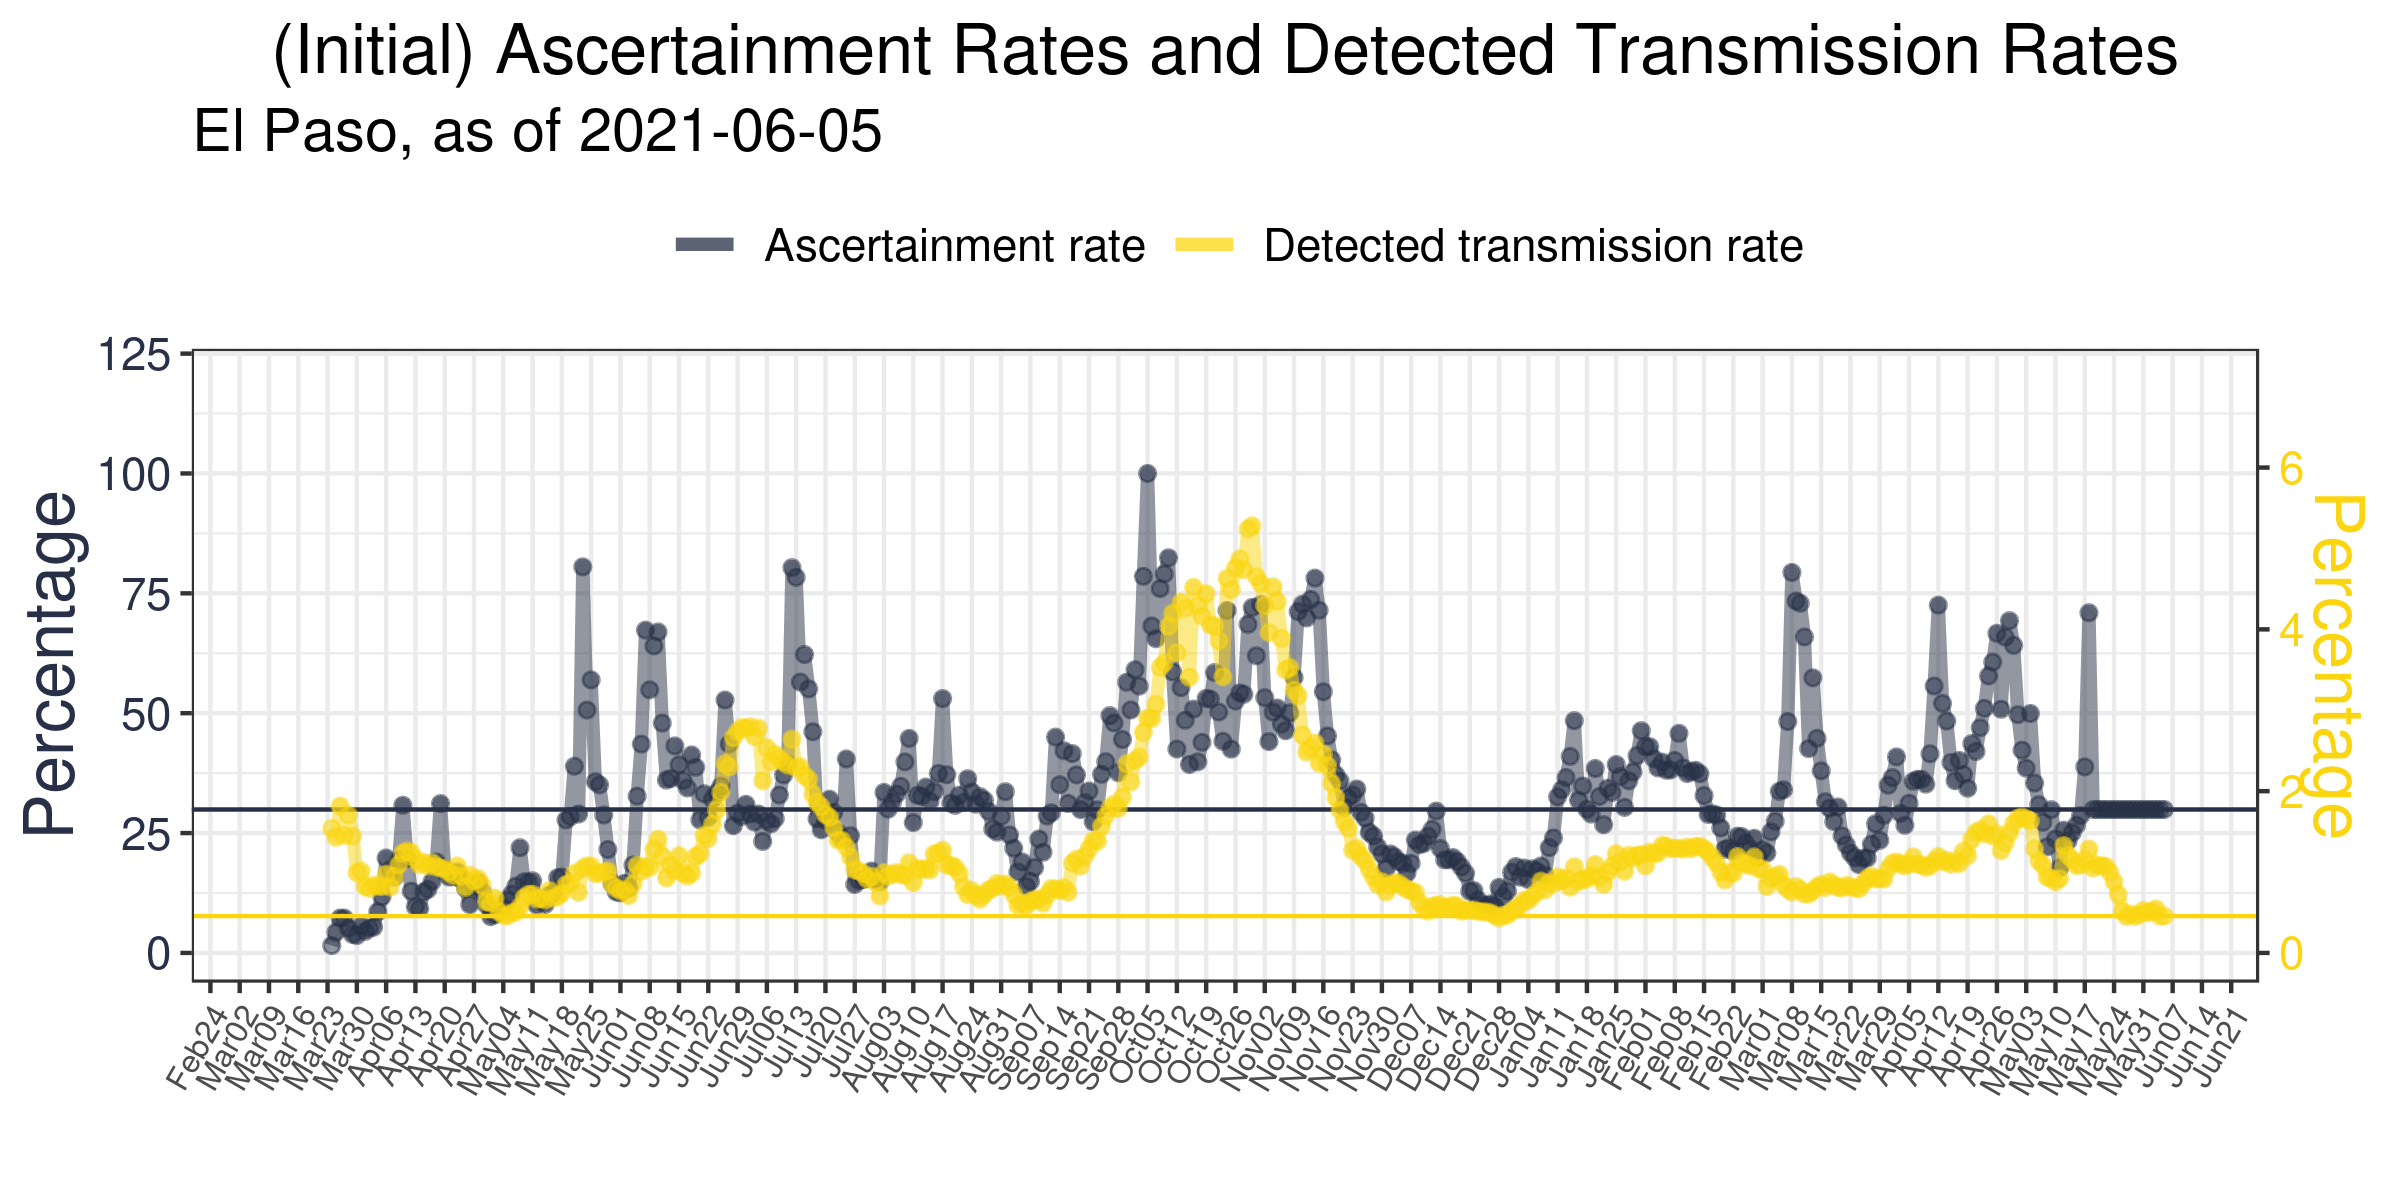 (Initial) Ascertainment Rates and Detected Transmission Rates
El Paso, as of 2021-06-05
Ascertainment rate Detected transmission rate
125
100
75
50
25
0
Percentage
6
4
2
0
Percentage
Feb24 Mar02 Mar09 Mar16 Mar23 Mar30 Apr06 Apr13 Apr20 Apr27 May04 May11 May18 May25 Jun01 Jun08 Jun15 Jun22 Jun29 Jul06 Jul13 Jul20 Jul27 Aug03 Aug10 Aug17 Aug24 Aug31 Sep07 Sep14 Sep21 Sep28 Oct05 Oct12 Oct19 Oct26 Nov02 Nov09 Nov16 Nov23 Nov30 Dec07 Dec14 Dec21 Dec28 Jan04 Jan11 Jan18 Jan25 Feb01 Feb08 Feb15 Feb22 Mar01 Mar08 Mar15 Mar22 Mar29 Apr05 Apr12 Apr19 Apr26 May03 May10 May17 May24 May31 Jun07 Jun14 Jun21